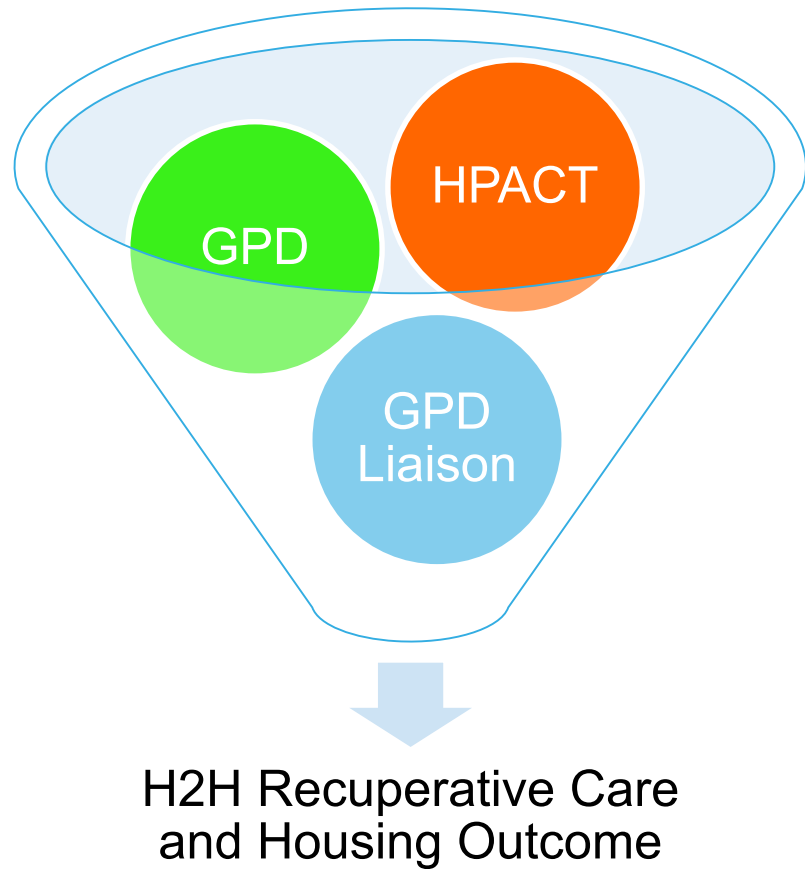 HPACT
GPD
GPD
Liaison
H2H Recuperative Care
and Housing Outcome